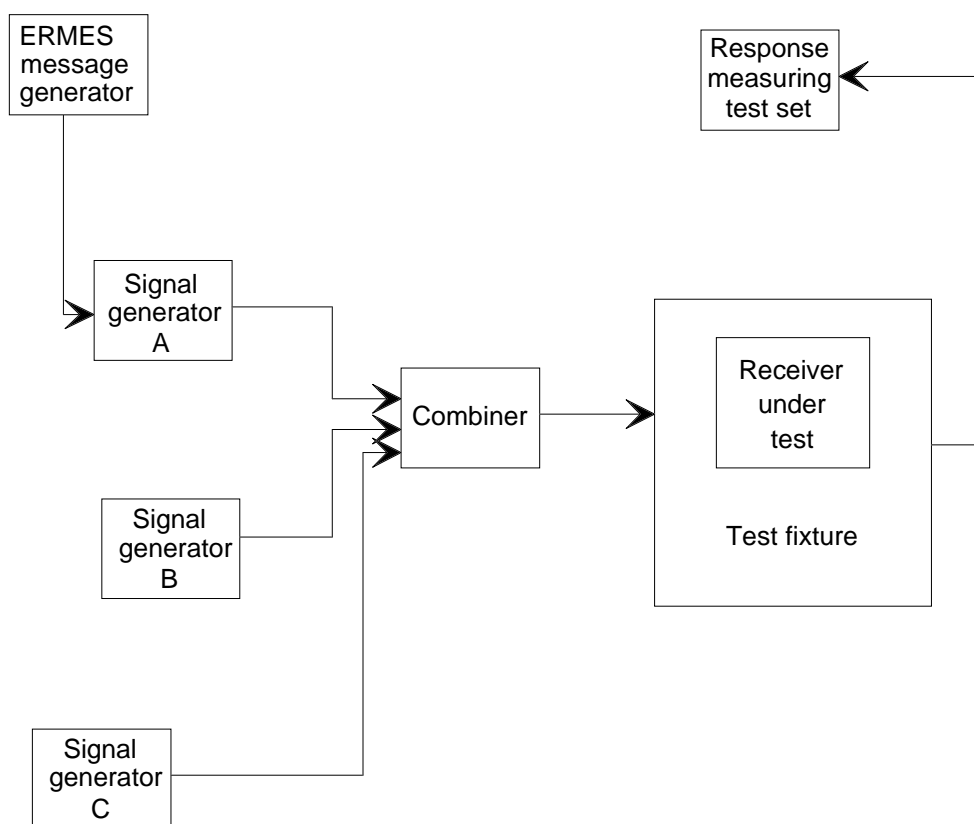 ERMES
message
generator
Response
measuring
test set
Signal
generator
A
Combiner
Receiver
under
test
Test fixture
Signal
generator
B
Signal
generator
C